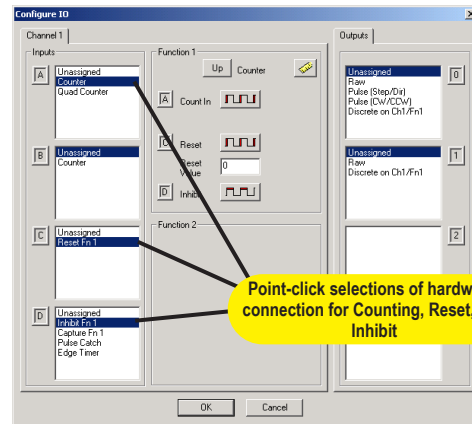 Configure IO
Channel 1
Outputs
Inputs
A
Unassigned
Counter
Quad Counter
B
Unassigned
Counter
C
Unassigned
Reset Fn 1
D
Unassigned
Inhibit Fn 1
Capture Fn 1
Pulse Catch
Edge Timer
Function 1
Up Counter
A Count In
C Reset
Reset Value 0
D Inhibit
Function 2
Unassigned
Raw
Pulse (Step/Dir)
Pulse (CW/CCW)
Discrete on Ch1/Fn1
0
Unassigned
Raw
Discrete on Ch1/Fn1
1
2
Point-click selections of hardw
connection for Counting, Reset,
Inhibit
OK
Cancel